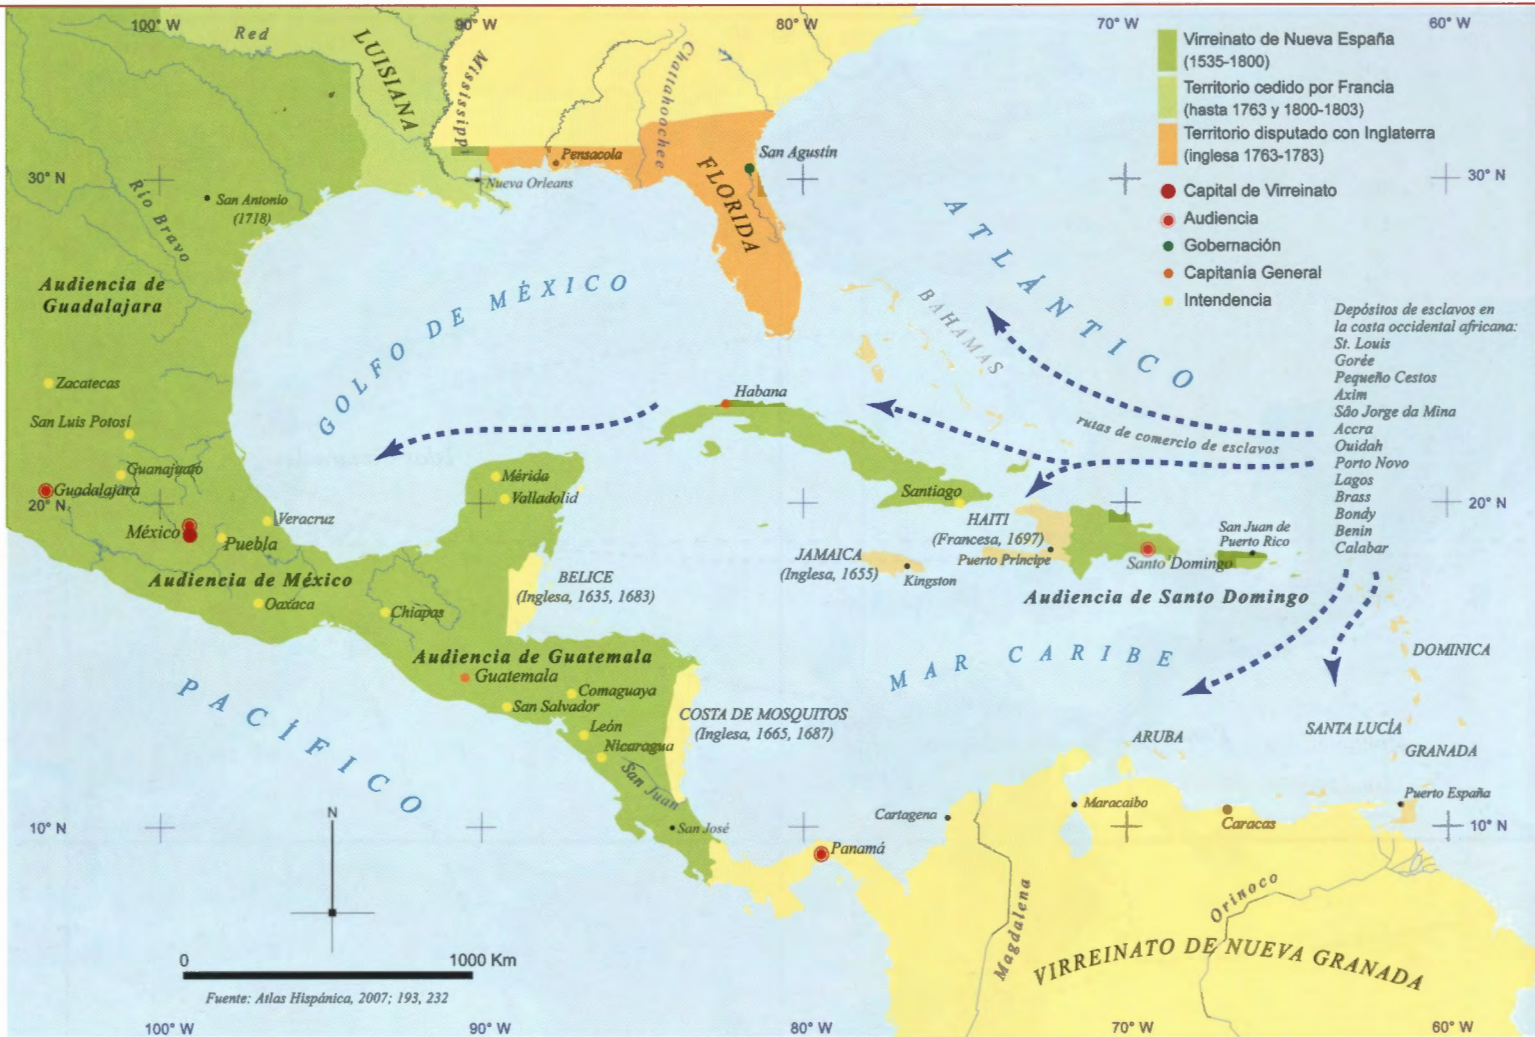 100° W
90° W
80° W
70° W
60° W
Red
LUISIANA
Mississippi
Chattahoochee
Virreinato de Nueva España
(1535-1800)
Territorio cedido por Francia
(hasta 1763 y 1800-1803)
Territorio disputado con Inglaterra
(inglesa 1763-1783)
Capital de Virreinato
Audiencia
Gobernación
Capitanía General
Intendencia
Pensacola
San Agustín
FLORIDA
Nueva Orleans
30° N
30° N
San Antonio
(1718)
Río Bravo
Audiencia de
Guadalajara
GOLFO DE MÉXICO
ATLÁNTICO
BAHAMAS
Depósitos de esclavos en
la costa occidental africana:
St. Louis
Gorée
Pequeño Cestos
Axim
São Jorge da Mina
Accra
Ouidah
Porto Novo
Lagos
Brass
Bondy
Benin
Calabar
rutas de comercio de esclavos
Zacatecas
San Luis Potosí
Guanajuato
Guadalajara
20° N
20° N
México
Veracruz
Puebla
Audiencia de México
Oaxaca
Chiapas
Habana
Mérida
Valladolid
Santiago
HAITI
(Francesa, 1697)
Puerto Príncipe
JAMAICA
(Inglesa, 1655)
Kingston
San Juan de
Puerto Rico
Santo Domingo
Audiencia de Santo Domingo
BELICE
(Inglesa, 1635, 1683)
Audiencia de Guatemala
Guatemala
Comaguaya
San Salvador
León
Nicaragua
San Juan
San José
COSTA DE MOSQUITOS
(Inglesa, 1665, 1687)
MAR CARIBE
PACÍFICO
DOMINICA
SANTA LUCÍA
GRANADA
ARUBA
Puerto España
Cartagena
Maracaibo
Caracas
Panamá
10° N
10° N
N
Magdalena
Orinoco
VIRREINATO DE NUEVA GRANADA
0
1000 Km
Fuente: Atlas Hispánica, 2007; 193, 232
100° W
90° W
80° W
70° W
60° W